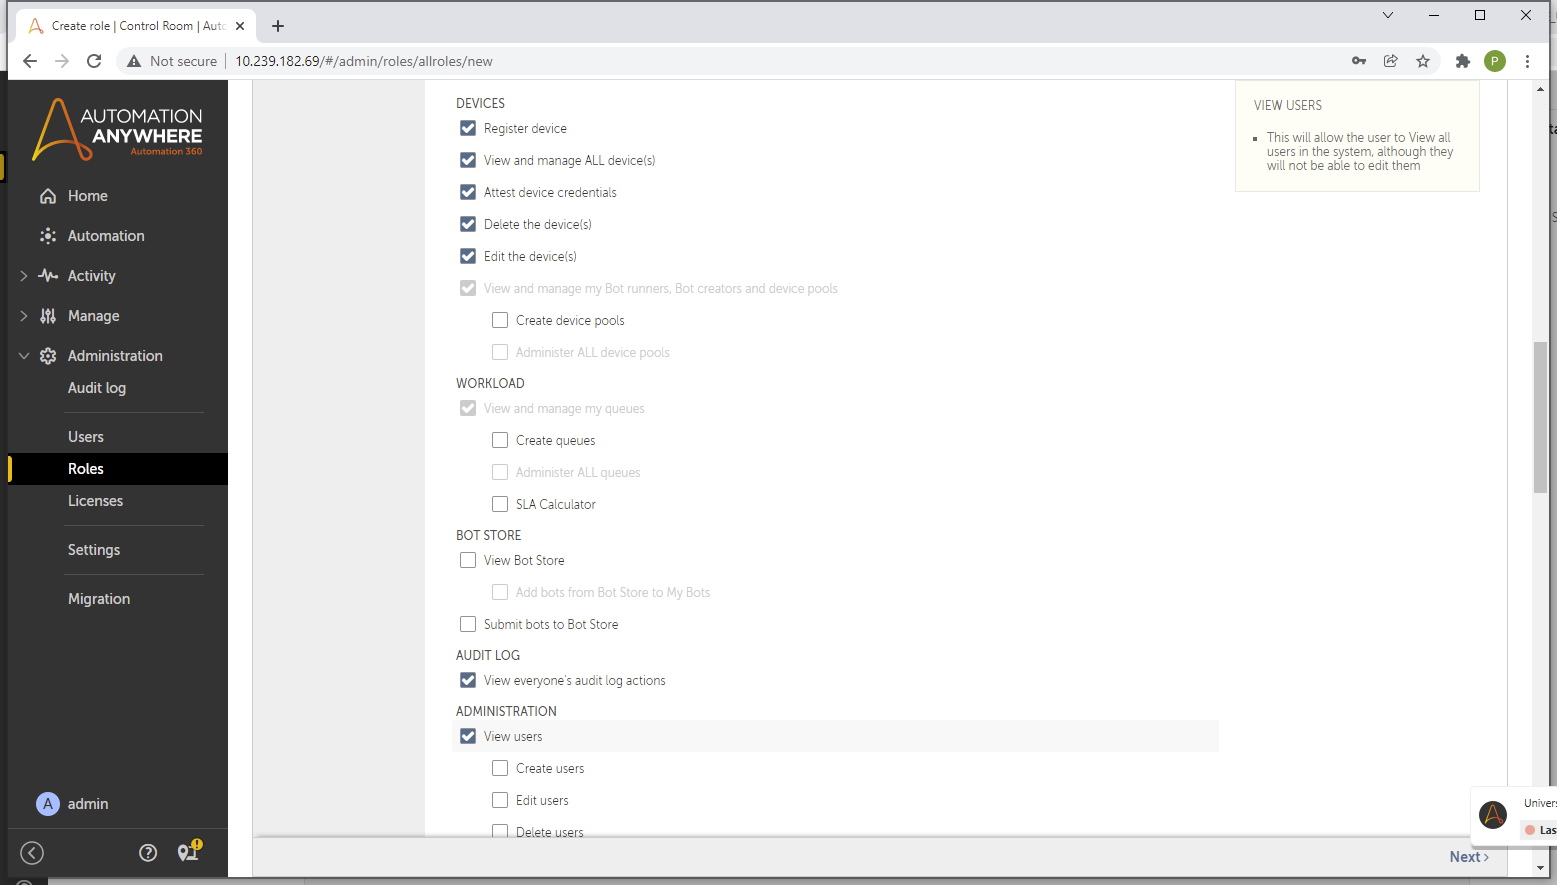 Create role | Control Room | Auto
Not secure
10.239.182.69/#/admin/roles/allroles/new
P
AUTOMATION
ANYWHERE
Automation 360
Home
Automation
Activity
Manage
Administration
Audit log
Users
Roles
Licenses
Settings
Migration
A admin
DEVICES
Register device
View and manage ALL device(s)
Attest device credentials
Delete the device(s)
Edit the device(s)
View and manage my Bot runners, Bot creators and device pools
Create device pools
Administer ALL device pools
WORKLOAD
View and manage my queues
Create queues
Administer ALL queues
SLA Calculator
BOT STORE
View Bot Store
Add bots from Bot Store to My Bots
Submit bots to Bot Store
AUDIT LOG
View everyone's audit log actions
ADMINISTRATION
View users
Create users
Edit users
Delete users
VIEW USERS
This will allow the user to View all
users in the system, although they
will not be able to edit them
Univers
Las
Next